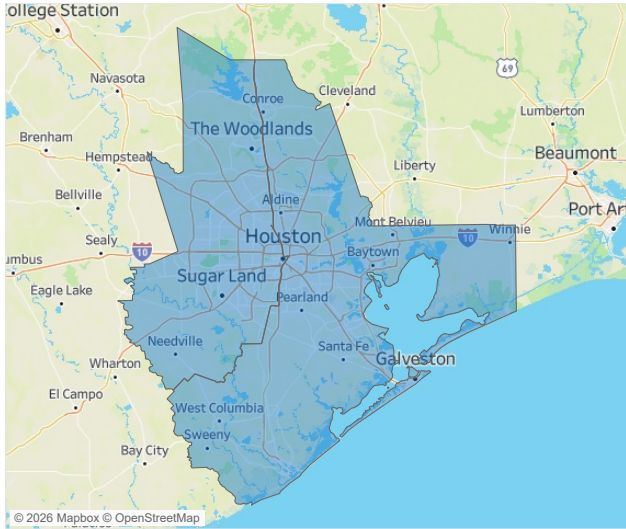 ollege Station
69
Navasota
Conroe
Cleveland
Lumberton
The Woodlands
Brenham
Hempstead
Beaumont
Liberty
Bellville
Aldine
Port Ar
Mont Belvieu
Winnie
Sealy
10
Houston
10
umbus
Baytown
Sugar Land
Eagle Lake
Pearland
Needville
Santa Fe
Galveston
Wharton
El Campo
West Columbia
Sweeny
Bay City
© 2026 Mapbox © OpenStreetMap